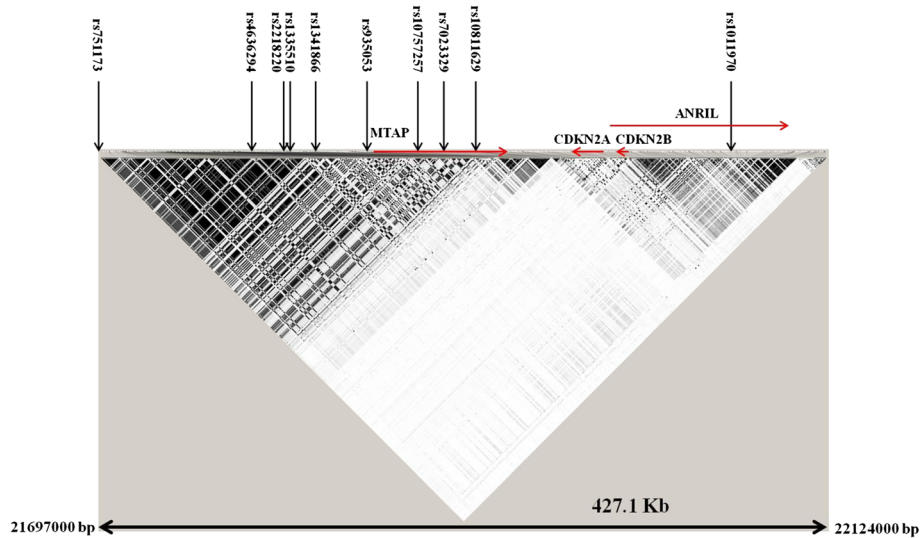 rs751173
rs4636294
rs2218220
rs1335510
rs1341866
rs935053
rs10757257
rs7023329
rs10811629
rs1011970
ANRIL
MTAP
CDKN2A
CDKN2B
427.1 Kb
21697000 bp
22124000 bp